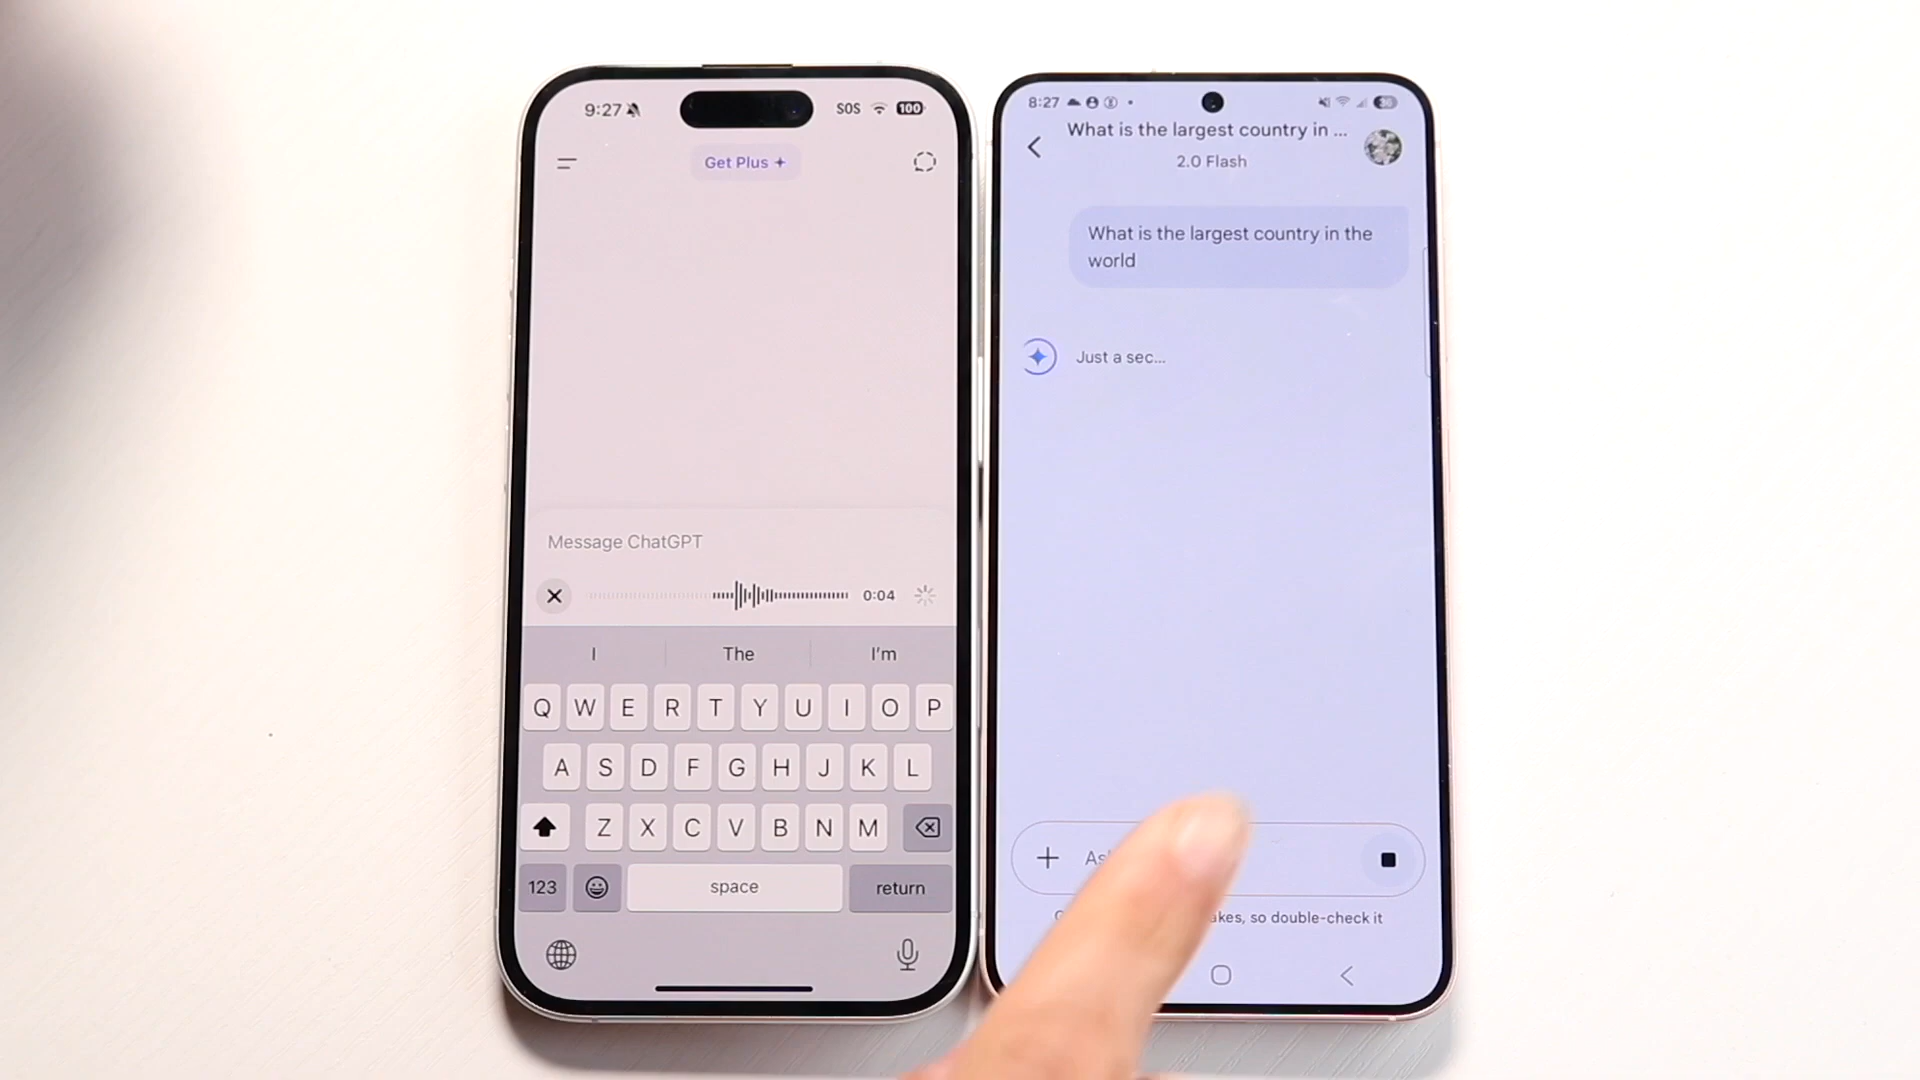 9:27
SOS
100
Get Plus
Message ChatGPT
0:04
I
The
I'm
Q W E R T Y U I O P
A S D F G H J K L
Z X C V B N M
123
space
return
8:27
What is the largest country in ...
2.0 Flash
What is the largest country in the
world
Just a sec...
so double-check it